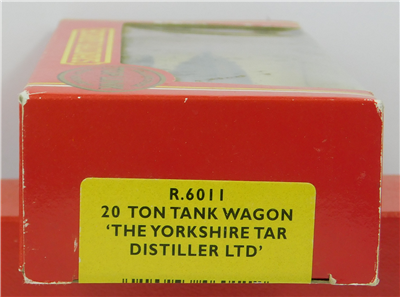 R.6011
20 TON TANK WAGON
'THE YORKSHIRE TAR
DISTILLER LTD'